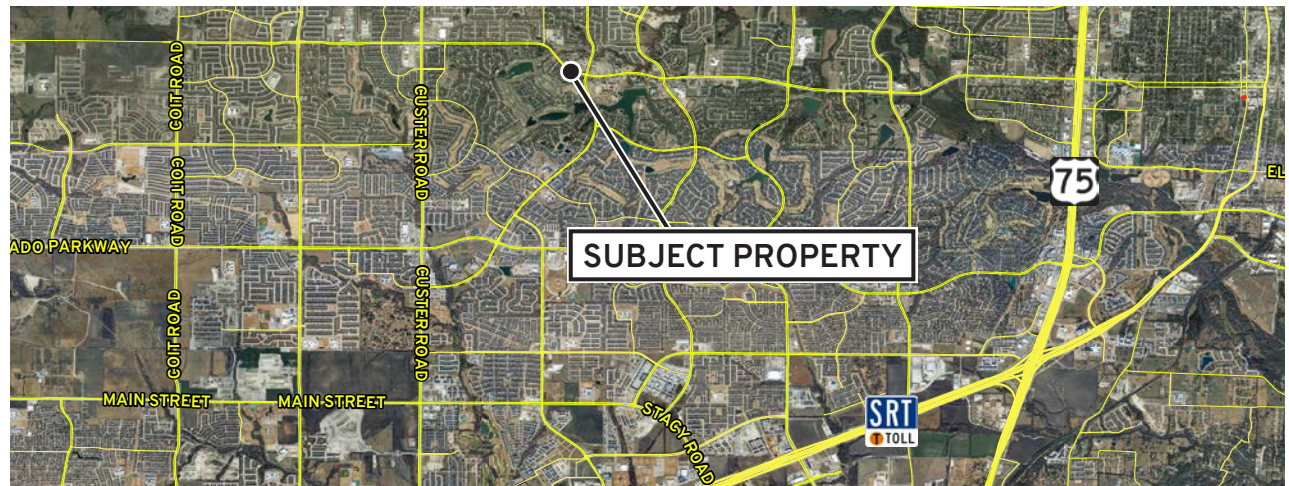 COIT ROAD
CUSTER ROAD
COIT ROAD
75
EL
ADO PARKWAY
SUBJECT PROPERTY
CUSTER ROAD
COIT ROAD
MAIN STREET
MAIN STREET
STACY ROAD
SRT
T TOLL